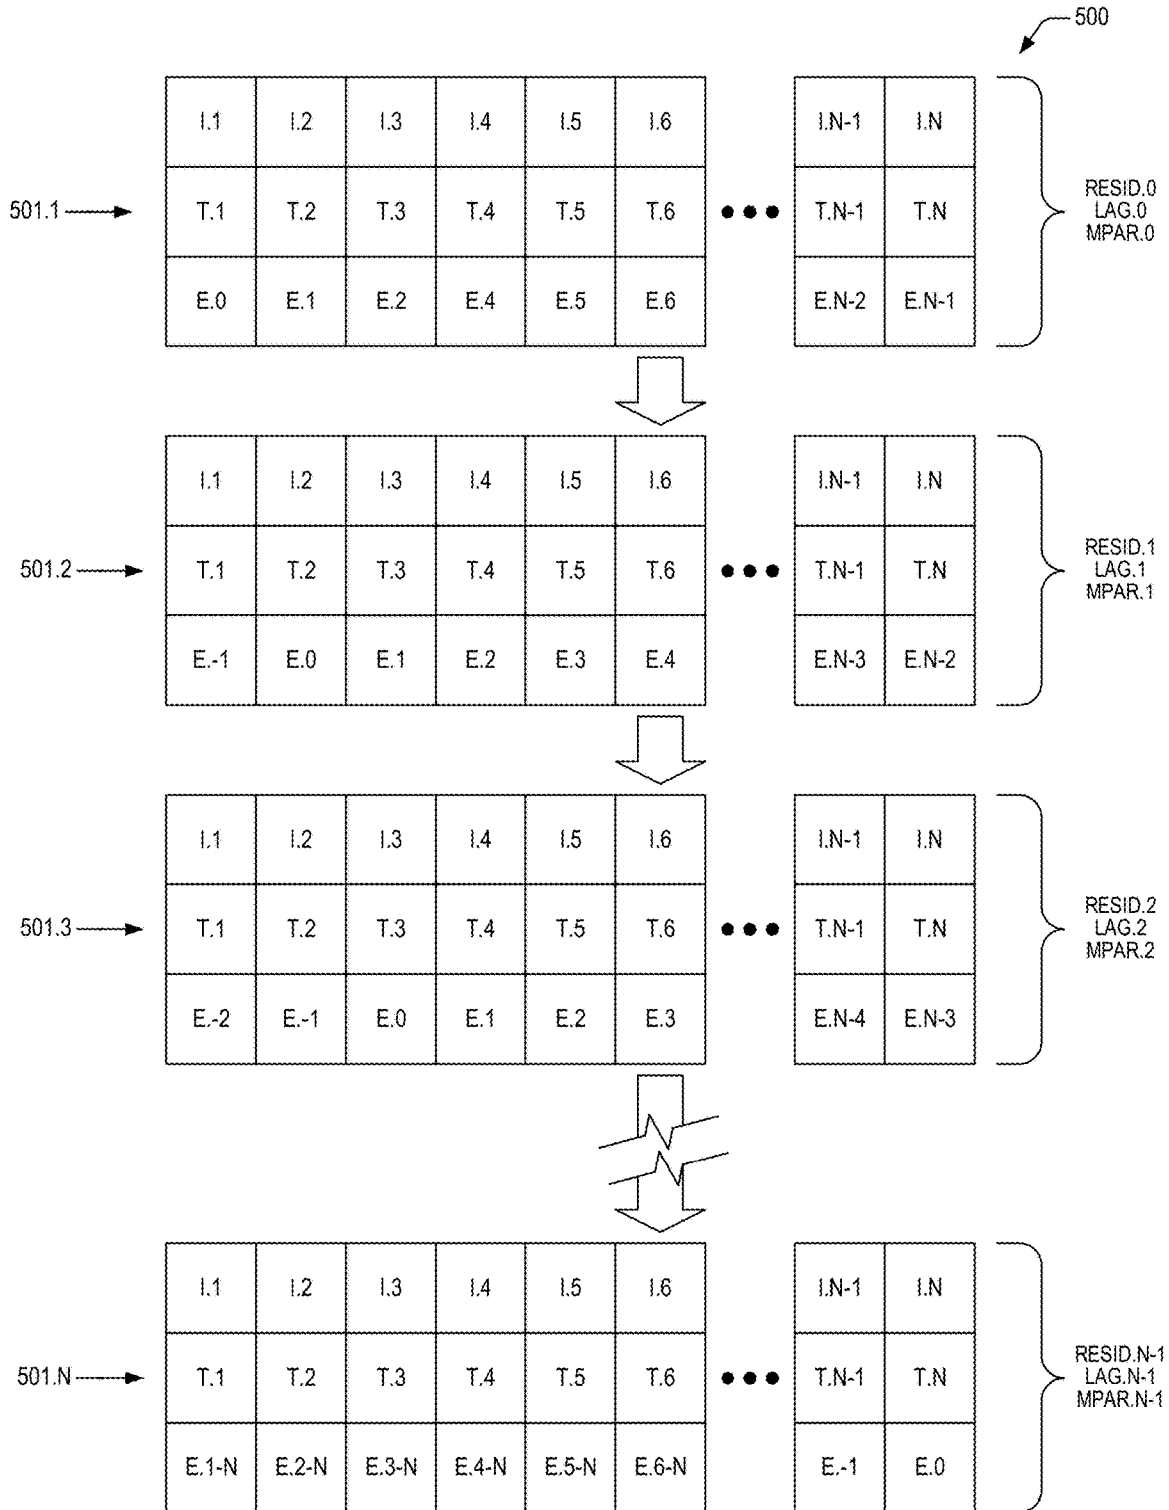 500
I.1 I.2 I.3 I.4 I.5 I.6 I.N-1 I.N
501.1 T.1 T.2 T.3 T.4 T.5 T.6 ••• T.N-1 T.N
E.0 E.1 E.2 E.4 E.5 E.6 E.N-2 E.N-1
RESID.0
LAG.0
MPAR.0
I.1 I.2 I.3 I.4 I.5 I.6 I.N-1 I.N
501.2 T.1 T.2 T.3 T.4 T.5 T.6 ••• T.N-1 T.N
E.-1 E.0 E.1 E.2 E.3 E.4 E.N-3 E.N-2
RESID.1
LAG.1
MPAR.1
I.1 I.2 I.3 I.4 I.5 I.6 I.N-1 I.N
501.3 T.1 T.2 T.3 T.4 T.5 T.6 ••• T.N-1 T.N
E.-2 E.-1 E.0 E.1 E.2 E.3 E.N-4 E.N-3
RESID.2
LAG.2
MPAR.2
I.1 I.2 I.3 I.4 I.5 I.6 I.N-1 I.N
501.N T.1 T.2 T.3 T.4 T.5 T.6 ••• T.N-1 T.N
E.1-N E.2-N E.3-N E.4-N E.5-N E.6-N E.-1 E.0
RESID.N-1
LAG.N-1
MPAR.N-1